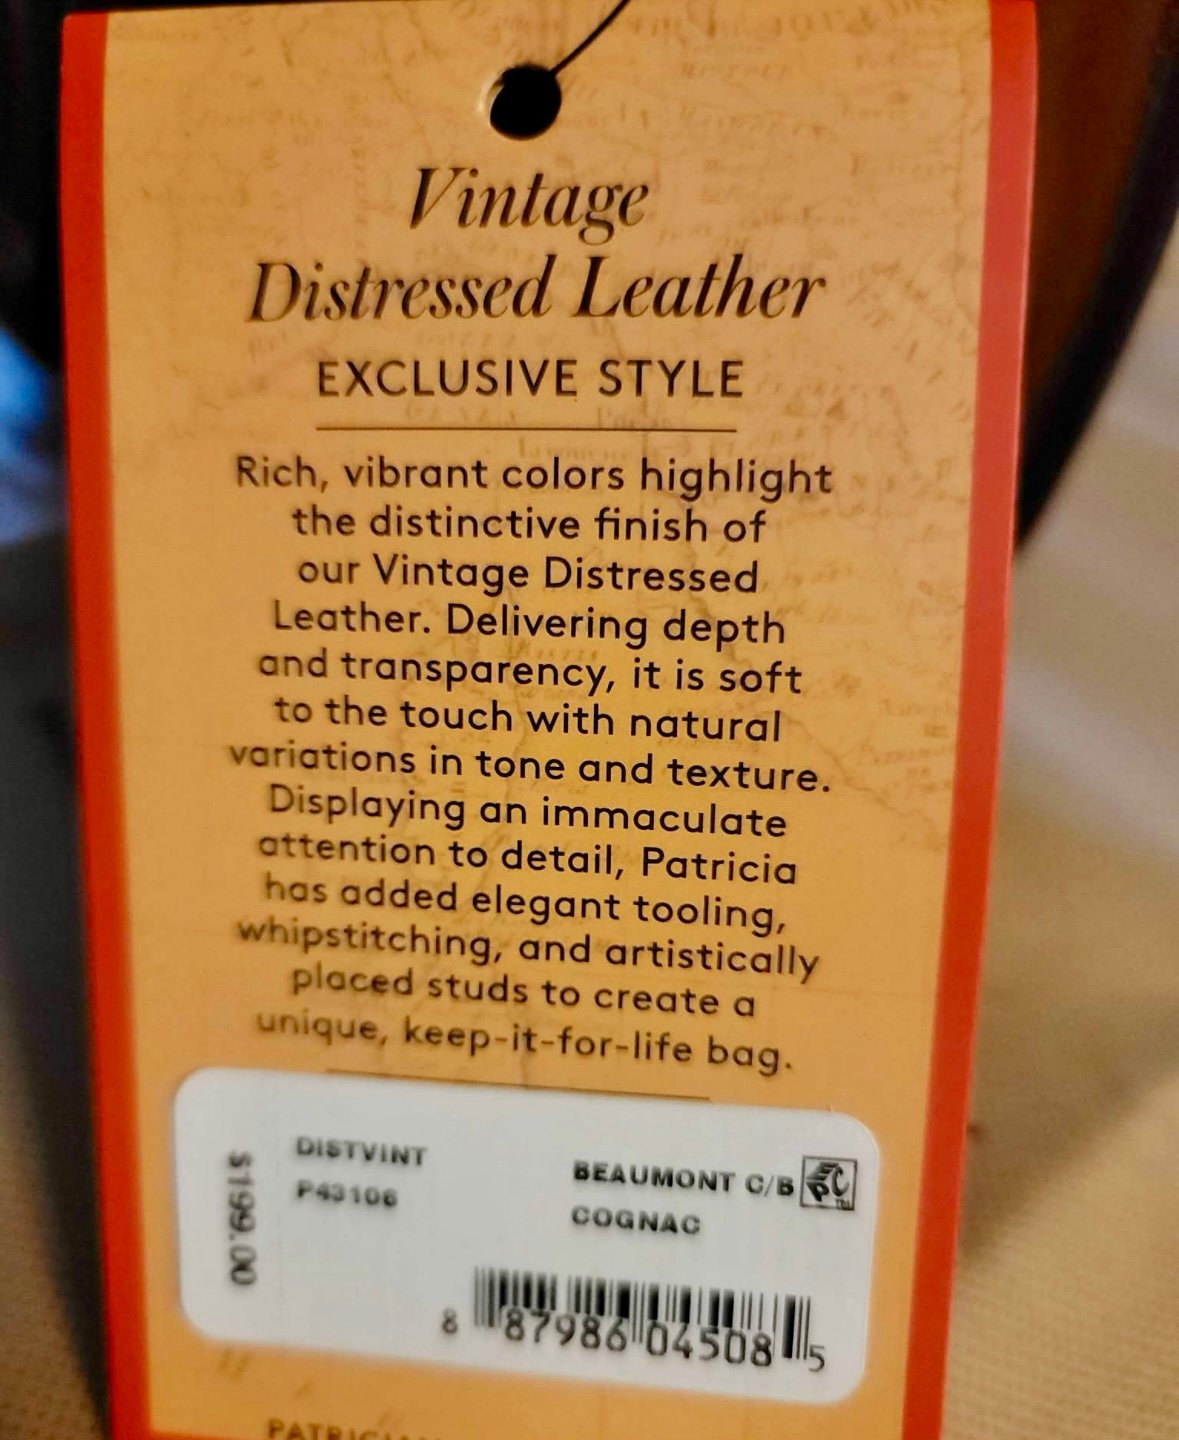 Vintage
Distressed Leather
EXCLUSIVE STYLE
Rich, vibrant colors highlight
the distinctive finish of
our Vintage Distressed
Leather. Delivering depth
and transparency, it is soft
to the touch with natural
variations in tone and texture.
Displaying an immaculate
attention to detail, Patricia
has added elegant tooling,
whipstitching, and artistically
placed studs to create a
unique, keep-it-for-life bag.
$199.00
DISTVINT
P43106
BEAUMONT C/B
COGNAC
8 87986 04508 5